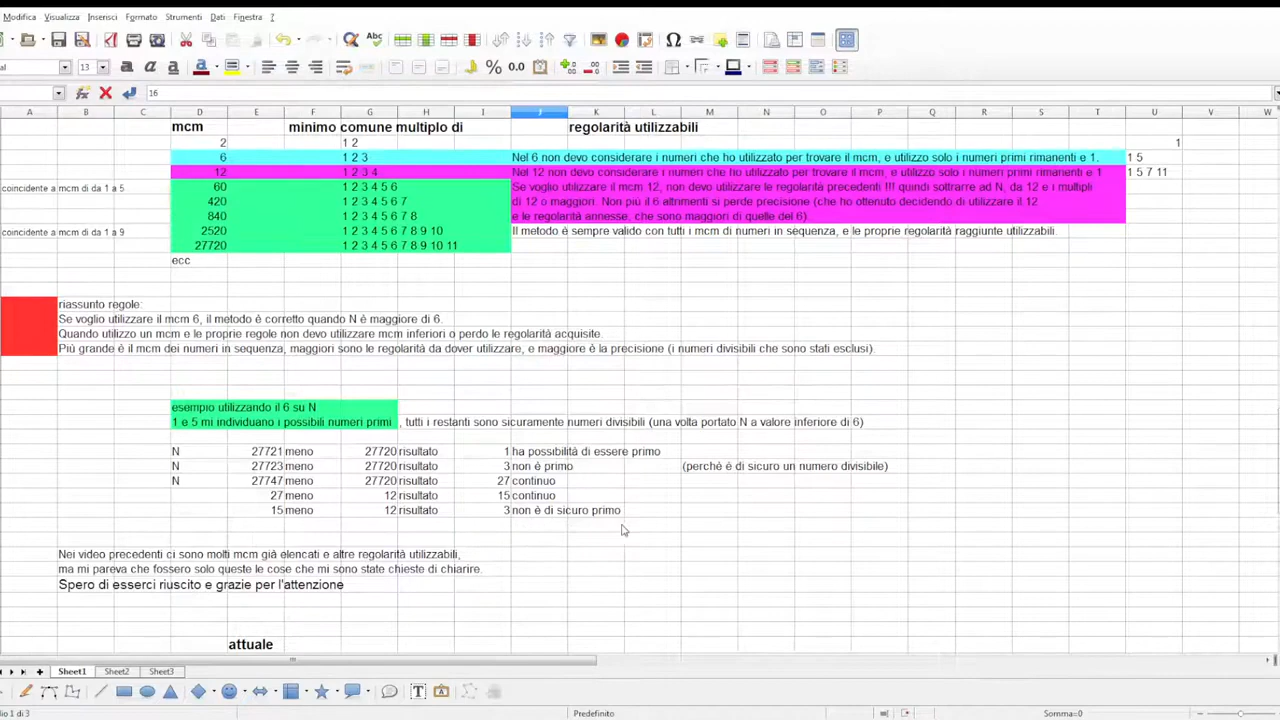 Modifica Visualizza Inserisci Formato Strumenti Dati Finestra ?
13
16
A B C D E F G H I J K L M N O P Q R S T U V W
mcm minimo comune multiplo di regolarità utilizzabili
2 1 2 1
6 1 2 3 Nel 6 non devo considerare i numeri che ho utilizzato per trovare il mcm, e utilizzo solo i numeri primi rimanenti e 1. 1 5
12 1 2 3 4 Nel 12 non devo considerare i numeri che ho utilizzato per trovare il mcm, e utilizzo solo i numeri primi rimanenti e 1 1 5 7 11
coincidente a mcm di da 1 a 5 60 1 2 3 4 5 6 Se voglio utilizzare il mcm 12, non devo utilizzare le regolarità precedenti !!! quindi sottrarre ad N, da 12 e i multipli
420 1 2 3 4 5 6 7 di 12 o maggiori. Non più il 6 altrimenti si perde precisione (che ho ottenuto decidendo di utilizzare il 12
840 1 2 3 4 5 6 7 8 e le regolarità annesse, che sono maggiori di quelle del 6).
coincidente a mcm di da 1 a 9 2520 1 2 3 4 5 6 7 8 9 10 Il metodo è sempre valido con tutti i mcm di numeri in sequenza, e le proprie regolarità raggiunte utilizzabili.
27720 1 2 3 4 5 6 7 8 9 10 11
ecc
riassunto regole:
Se voglio utilizzare il mcm 6, il metodo è corretto quando N è maggiore di 6.
Quando utilizzo un mcm e le proprie regole non devo utilizzare mcm inferiori o perdo le regolarità acquisite.
Più grande è il mcm dei numeri in sequenza, maggiori sono le regolarità da dover utilizzare, e maggiore è la precisione (i numeri divisibili che sono stati esclusi).
esempio utilizzando il 6 su N
1 e 5 mi individuano i possibili numeri primi , tutti i restanti sono sicuramente numeri divisibili (una volta portato N a valore inferiore di 6)
N 27721 meno 27720 risultato 1 ha possibilità di essere primo
N 27723 meno 27720 risultato 3 non é primo (perché è di sicuro un numero divisibile)
N 27747 meno 27720 risultato 27 continuo
27 meno 12 risultato 15 continuo
15 meno 12 risultato 3 non è di sicuro primo
Nei video precedenti ci sono molti mcm già elencati e altre regolarità utilizzabili,
ma mi pareva che fossero solo queste le cose che mi sono state chieste di chiarire.
Spero di esserci riuscito e grazie per l'attenzione
attuale
Sheet1 Sheet2 Sheet3
lio 1 di 3 Predefinito Somma=0